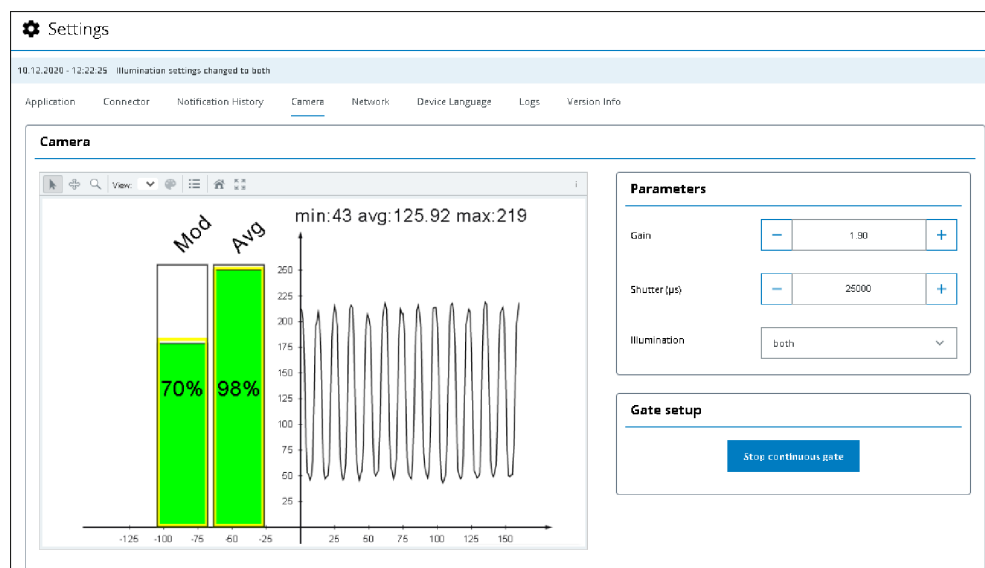 Settings
10.12.2020 - 12:22:25 Illumination settings changed to both
Application Connector Notification History Camera Network Device Language Logs Version Info
Camera
View:
Mod Avg
min:43 avg:125.92 max:219
250
225
200
175
150
125
100
75
50
25
70% 98%
-125 -100 -75 -50 -25 25 50 75 100 125 150
Parameters
Gain − 1.90 +
Shutter (µs) − 25000 +
Illumination both
Gate setup
Stop continuous gate